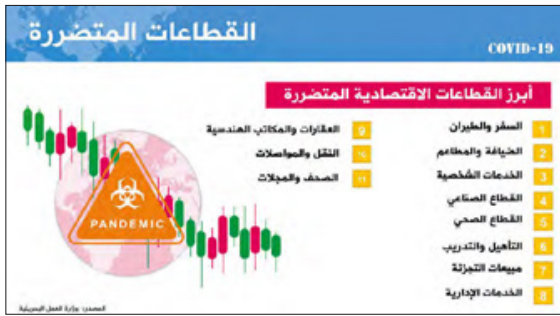 القطاعات المتضررة
COVID-19
أبرز القطاعات الاقتصادية المتضررة
1 السفر والطيران
2 الضيافة والمطاعم
3 الخدمات الشخصية
4 القطاع الصناعي
5 القطاع الصحي
6 التأهيل والتدريب
7 مبيعات التجزئة
8 الخدمات الإدارية
9 العقارات والمكاتب الهندسية
10 النقل والمواصلات
11 الصحف والمجلات
PANDEMIC
المصدر: وزارة العمل البحرينية